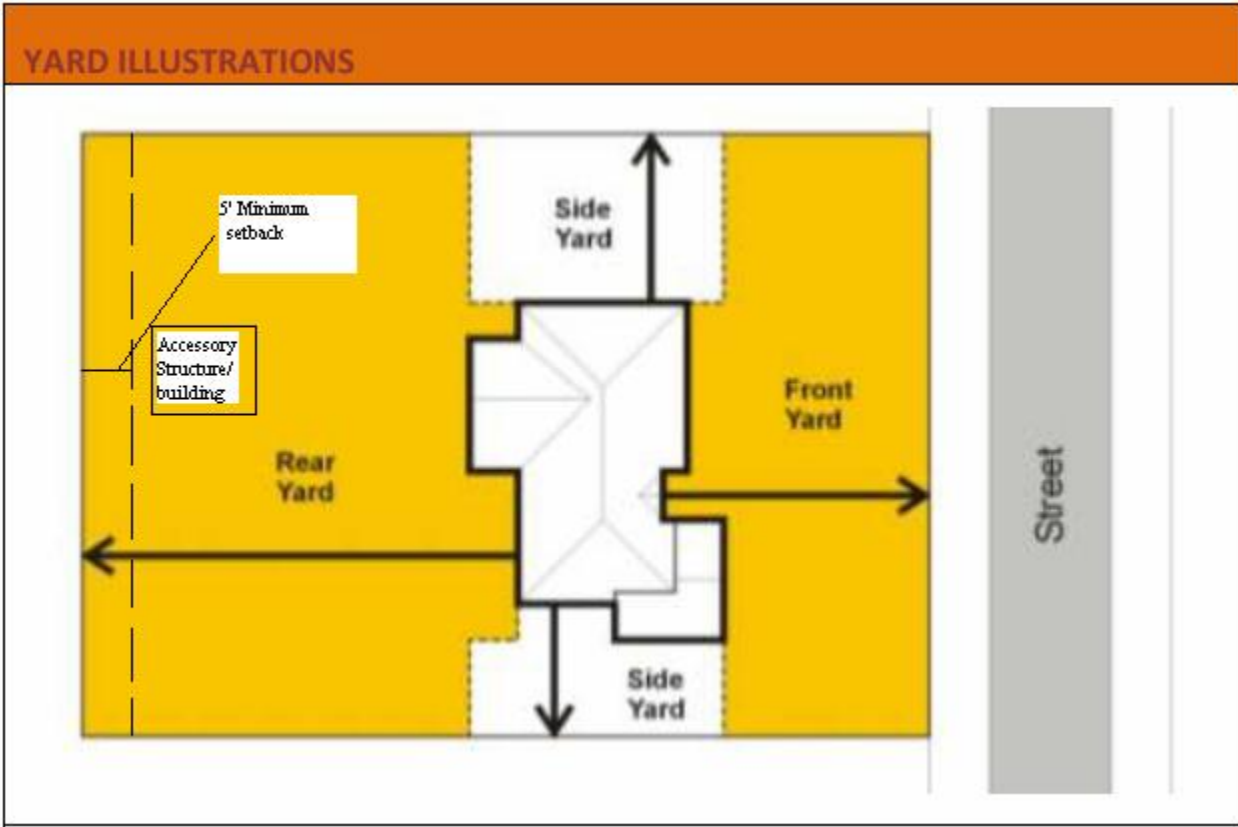 YARD ILLUSTRATIONS
5' Minimum
setback
Side
Yard
Accessory
Structure/
building
Front
Yard
Rear
Yard
Street
Side
Yard